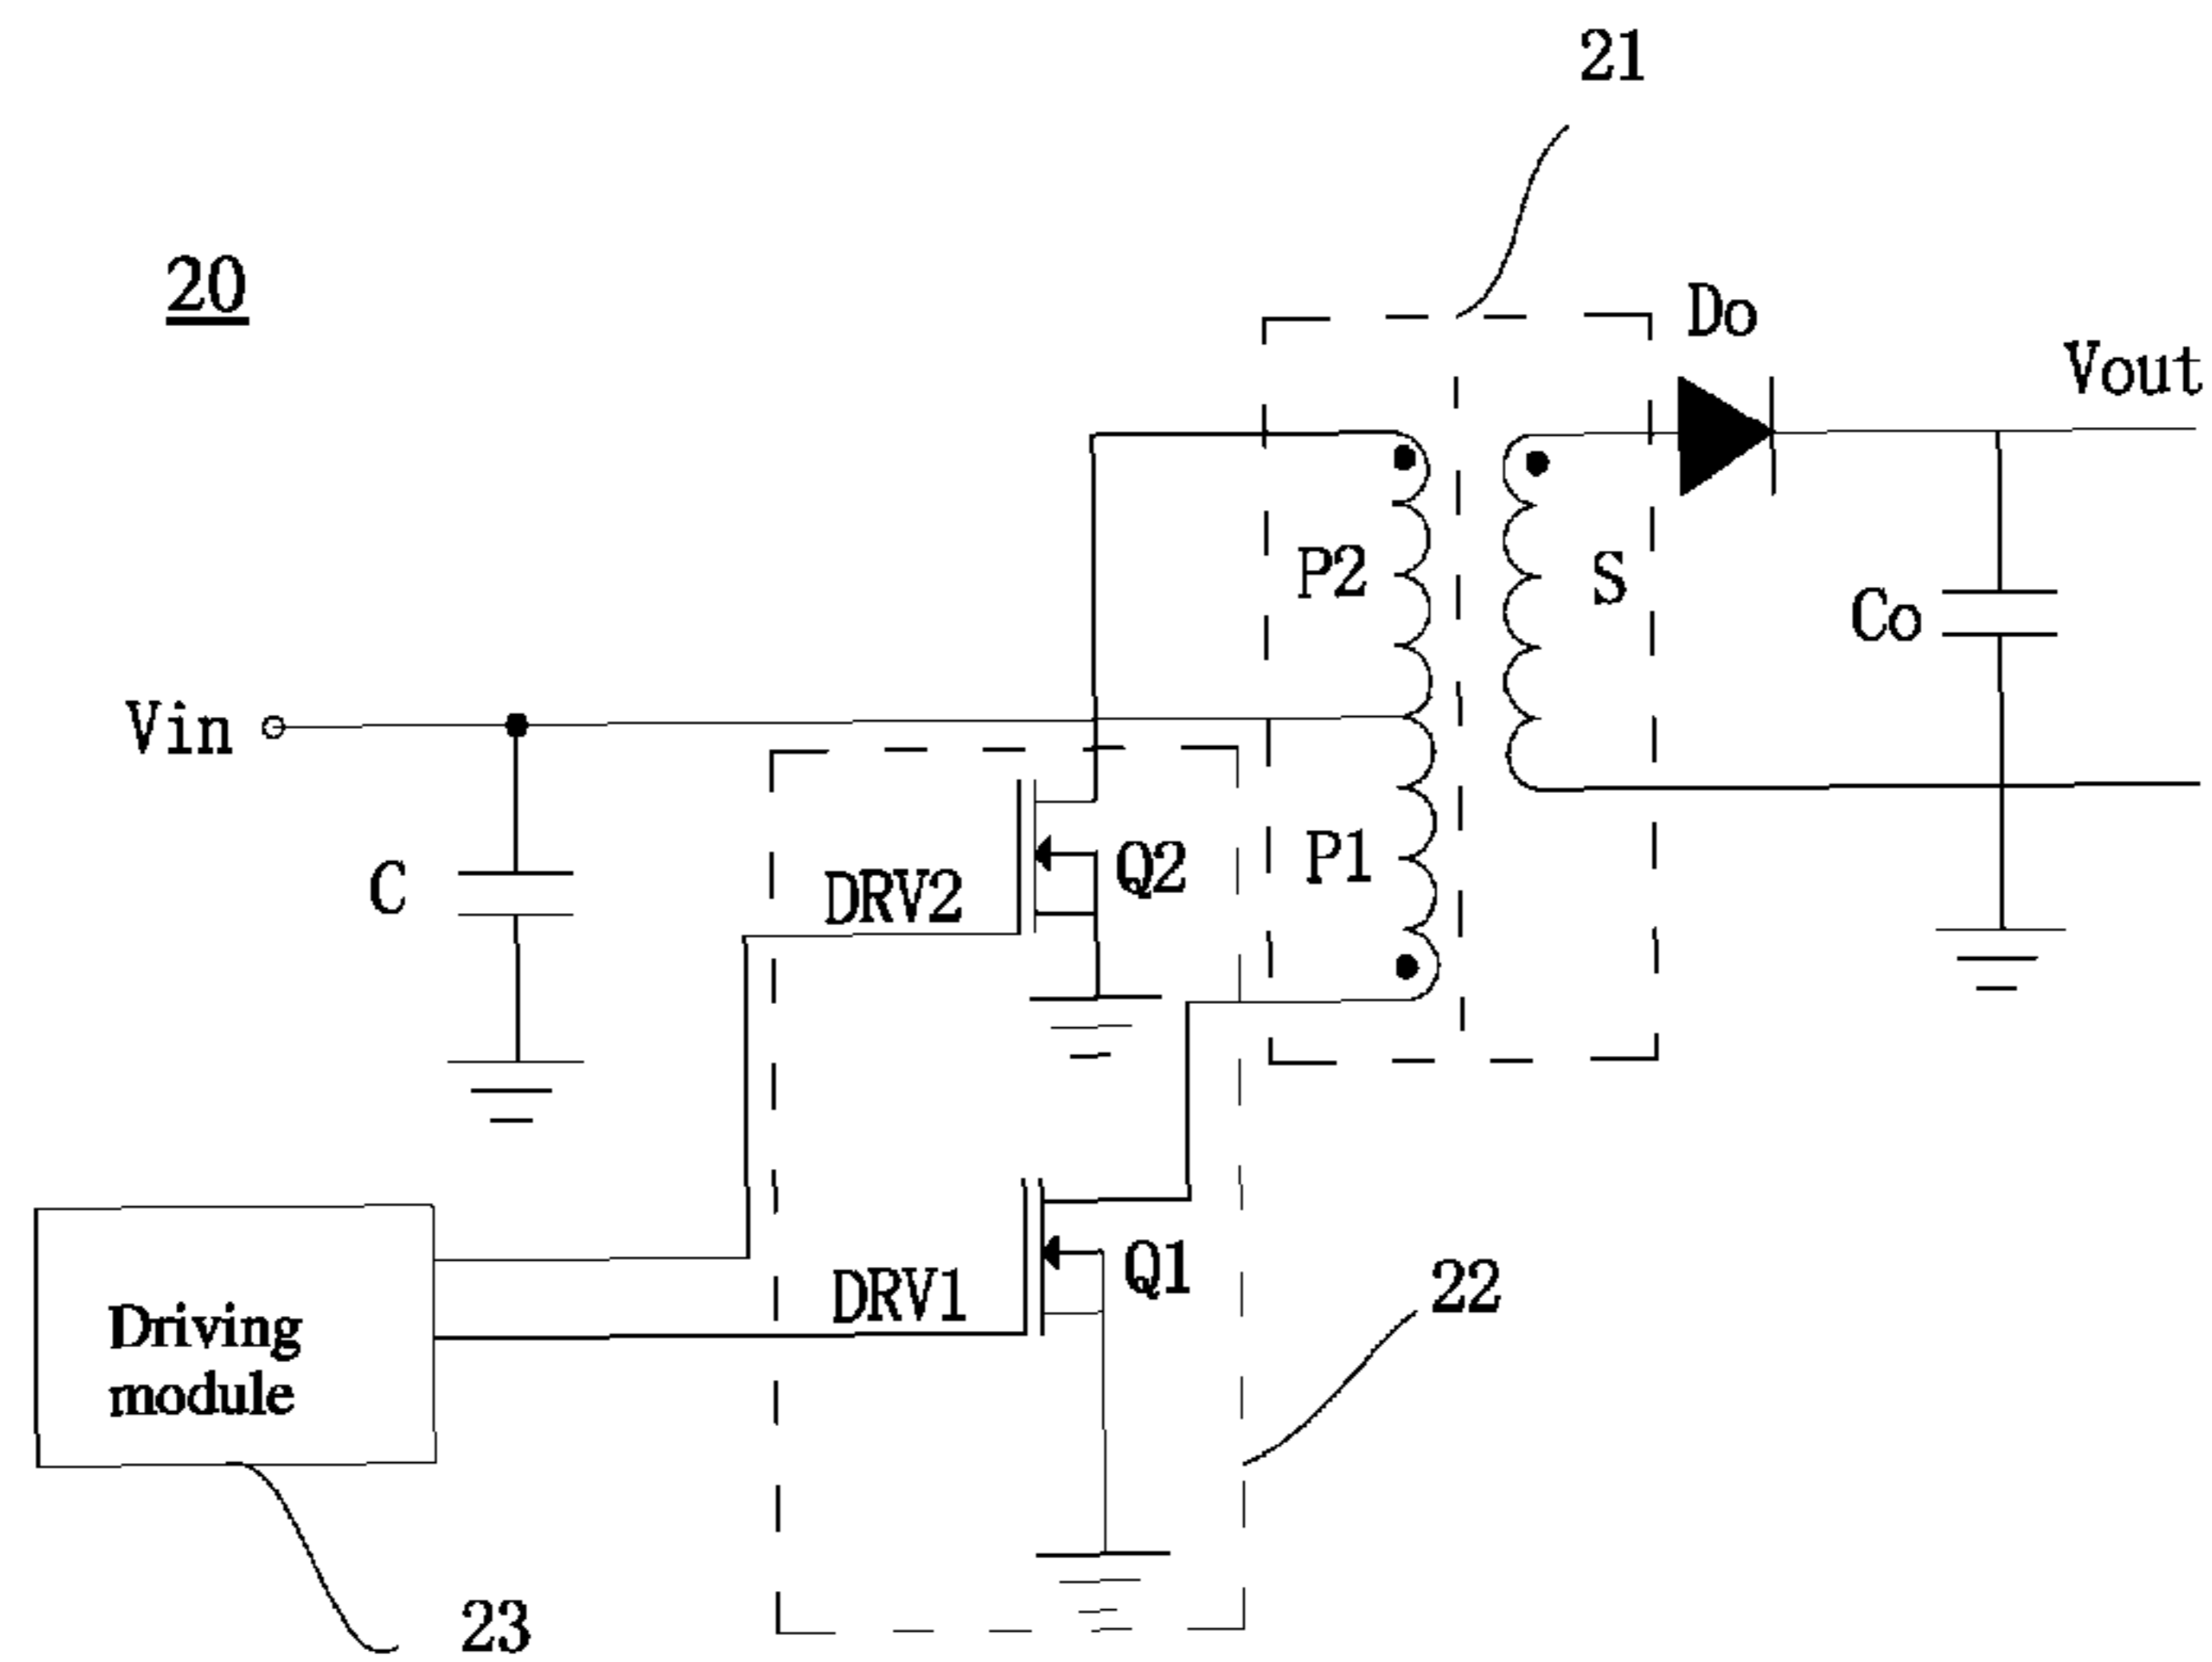 21
20
Do
Vout
P2
S
Co
Vin
C
DRV2
Q2
P1
DRV1
Q1
22
Driving
module
23